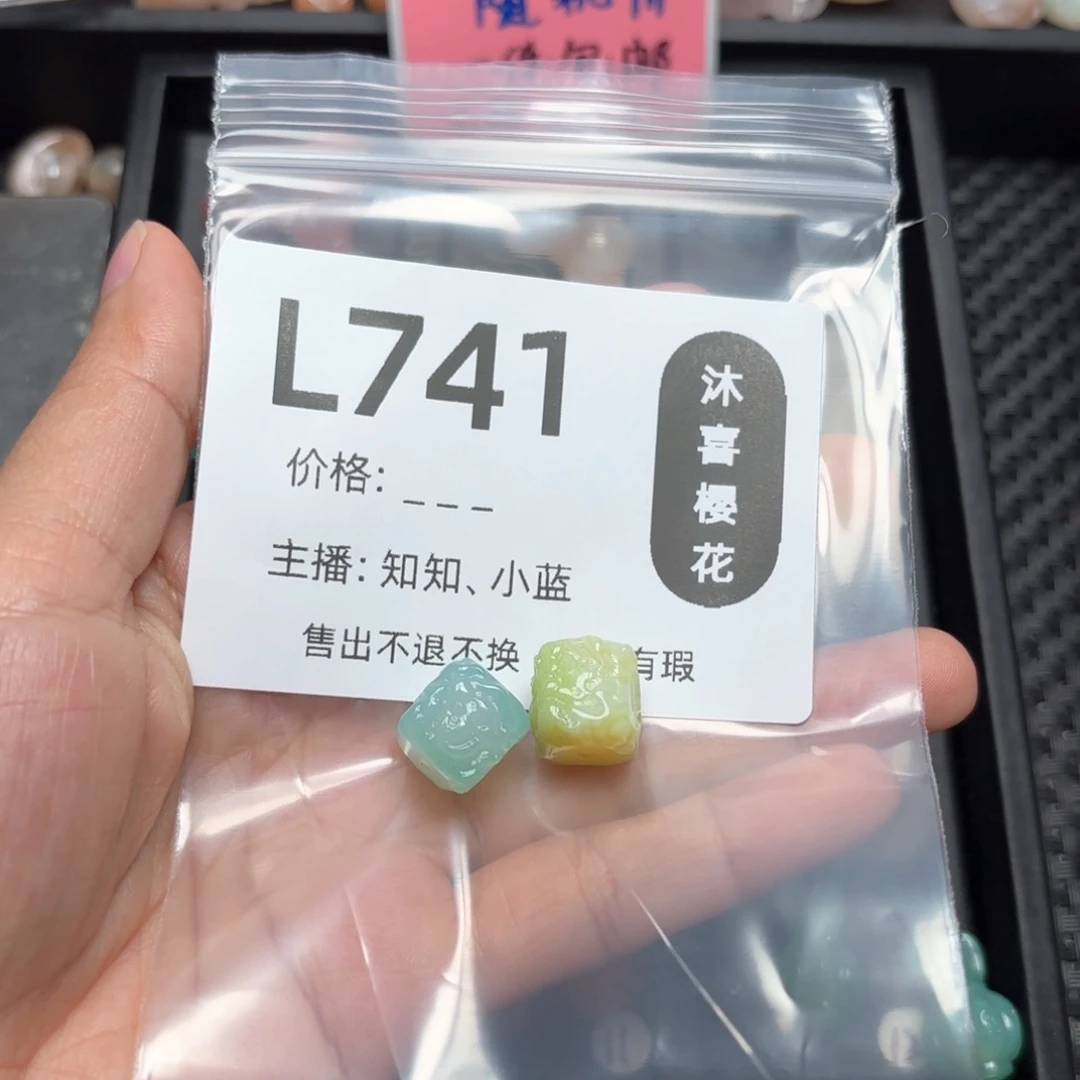 L741
价格: _ _ _
主播: 知知、小蓝
售出不退不换
有瑕
沐喜樱花